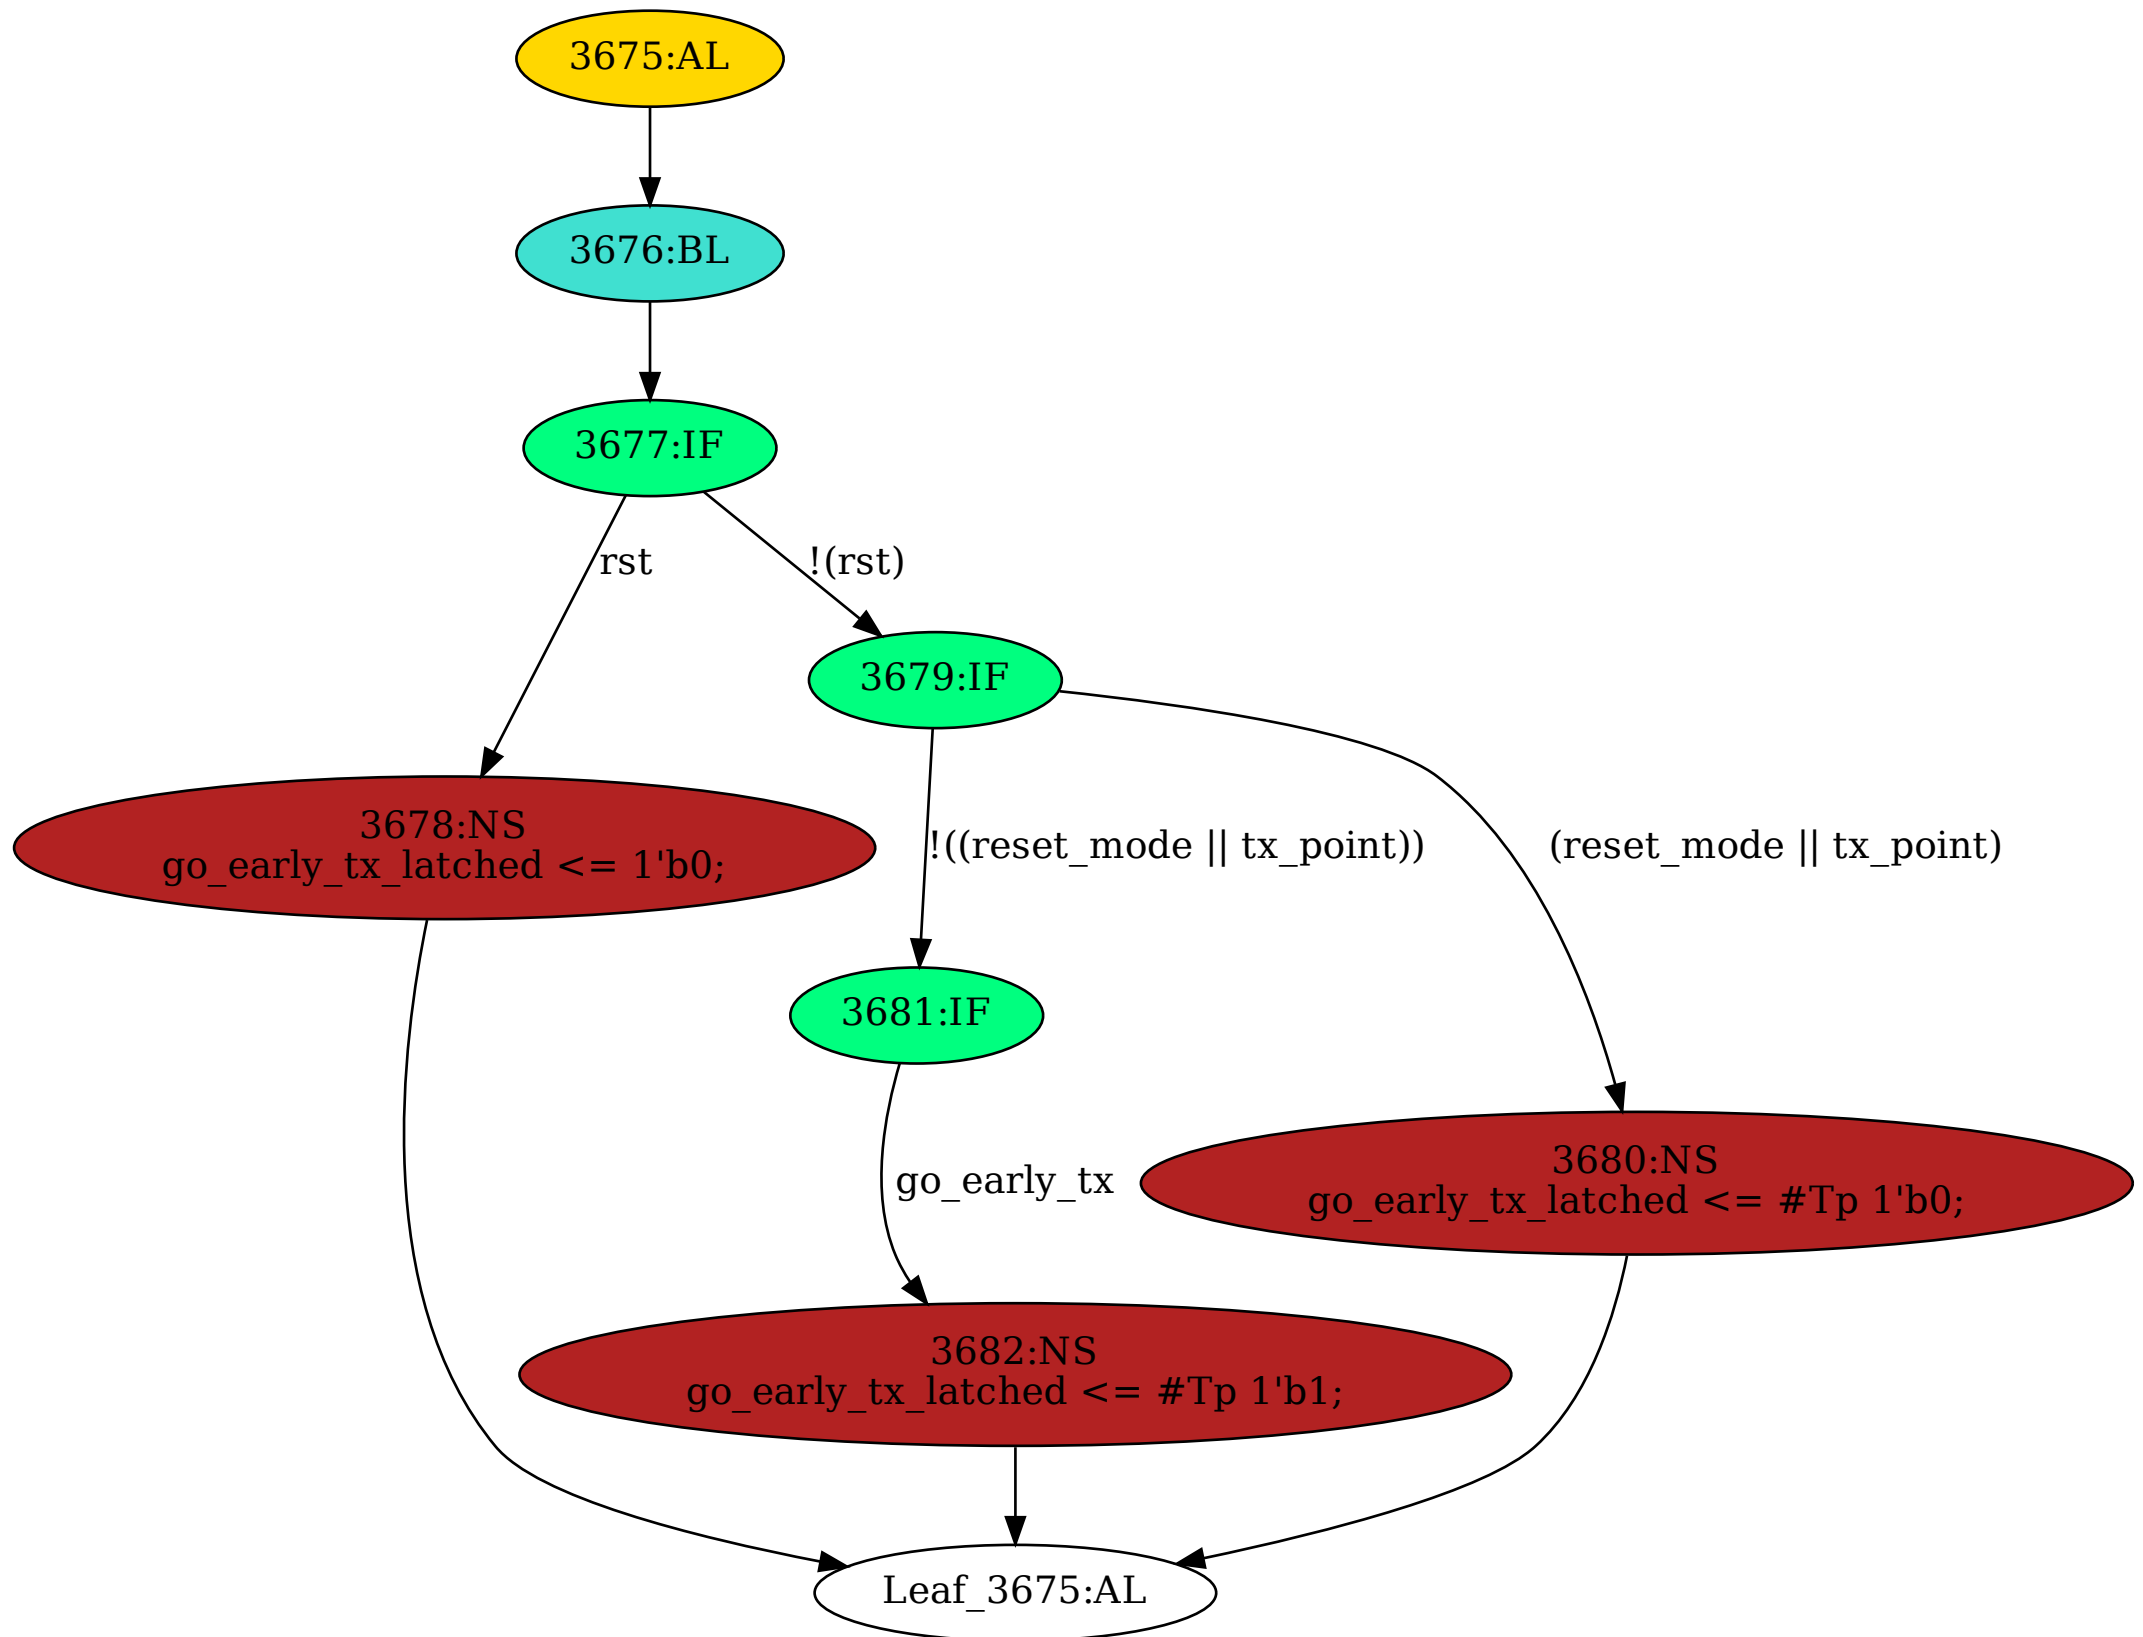 3675:AL
3676:BL
3677:IF
rst
!(rst)
3679:IF
3678:NS
go_early_tx_latched <= 1'b0;
!((reset_mode || tx_point))
(reset_mode || tx_point)
3681:IF
go_early_tx
3680:NS
go_early_tx_latched <= #Tp 1'b0;
3682:NS
go_early_tx_latched <= #Tp 1'b1;
Leaf_3675:AL